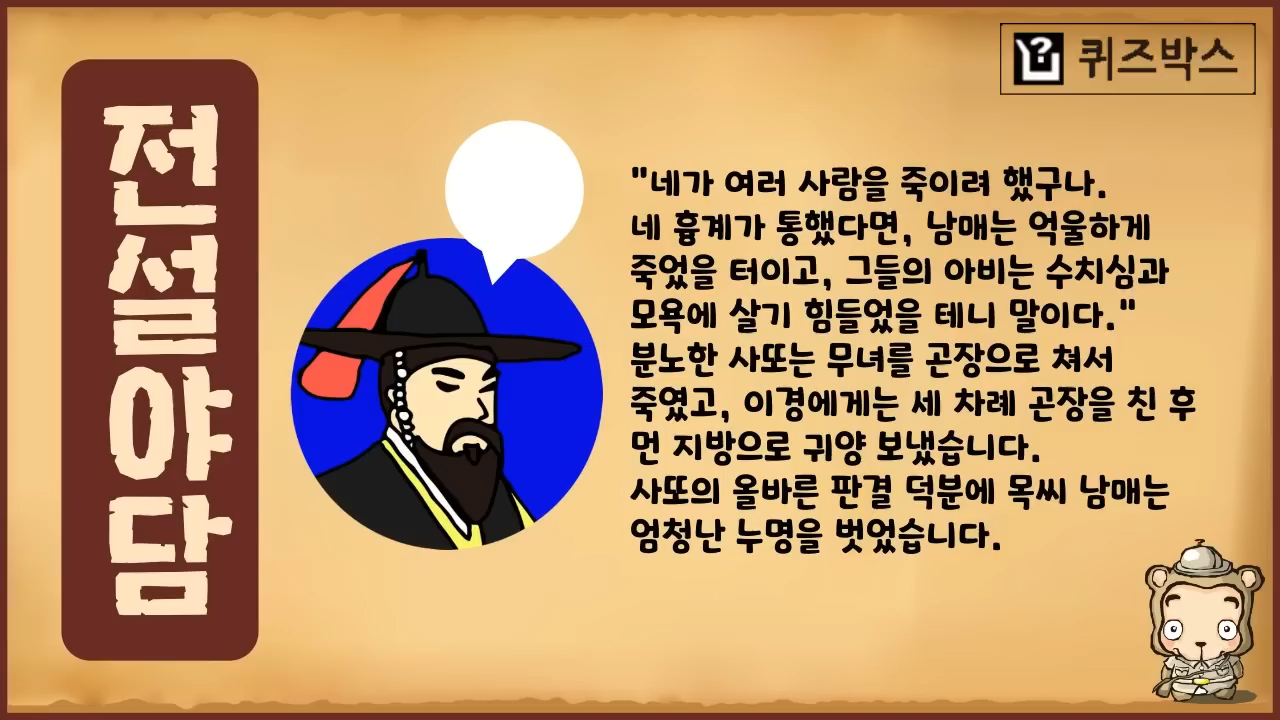 퀴즈박스
전설야담
"네가 여러 사람을 죽이려 했구나.
네 흉계가 통했다면, 남매는 억울하게
죽었을 터이고, 그들의 아비는 수치심과
모욕에 살기 힘들었을 테니 말이다."
분노한 사또는 무녀를 곤장으로 쳐서
죽였고, 이경에게는 세 차례 곤장을 친 후
먼 지방으로 귀양 보냈습니다.
사또의 올바른 판결 덕분에 목씨 남매는
엄청난 누명을 벗었습니다.